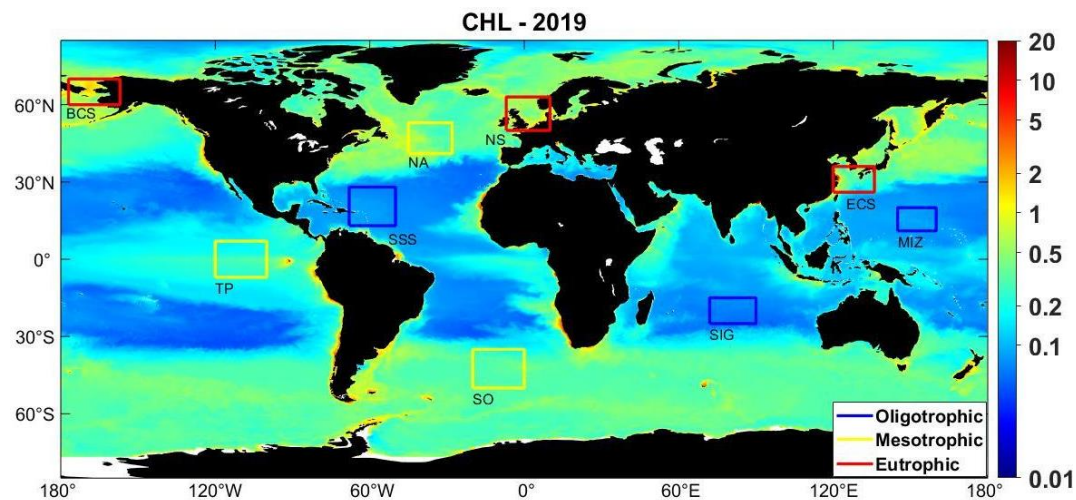 CHL - 2019
20
10
5
2
1
0.5
0.2
0.1
0.01
60°N
30°N
0°
30°S
60°S
180°
120°W
60°W
0°
60°E
120°E
180°
BCS
NA
NS
ECS
SSS
MIZ
TP
SIG
SO
Oligotrophic
Mesotrophic
Eutrophic